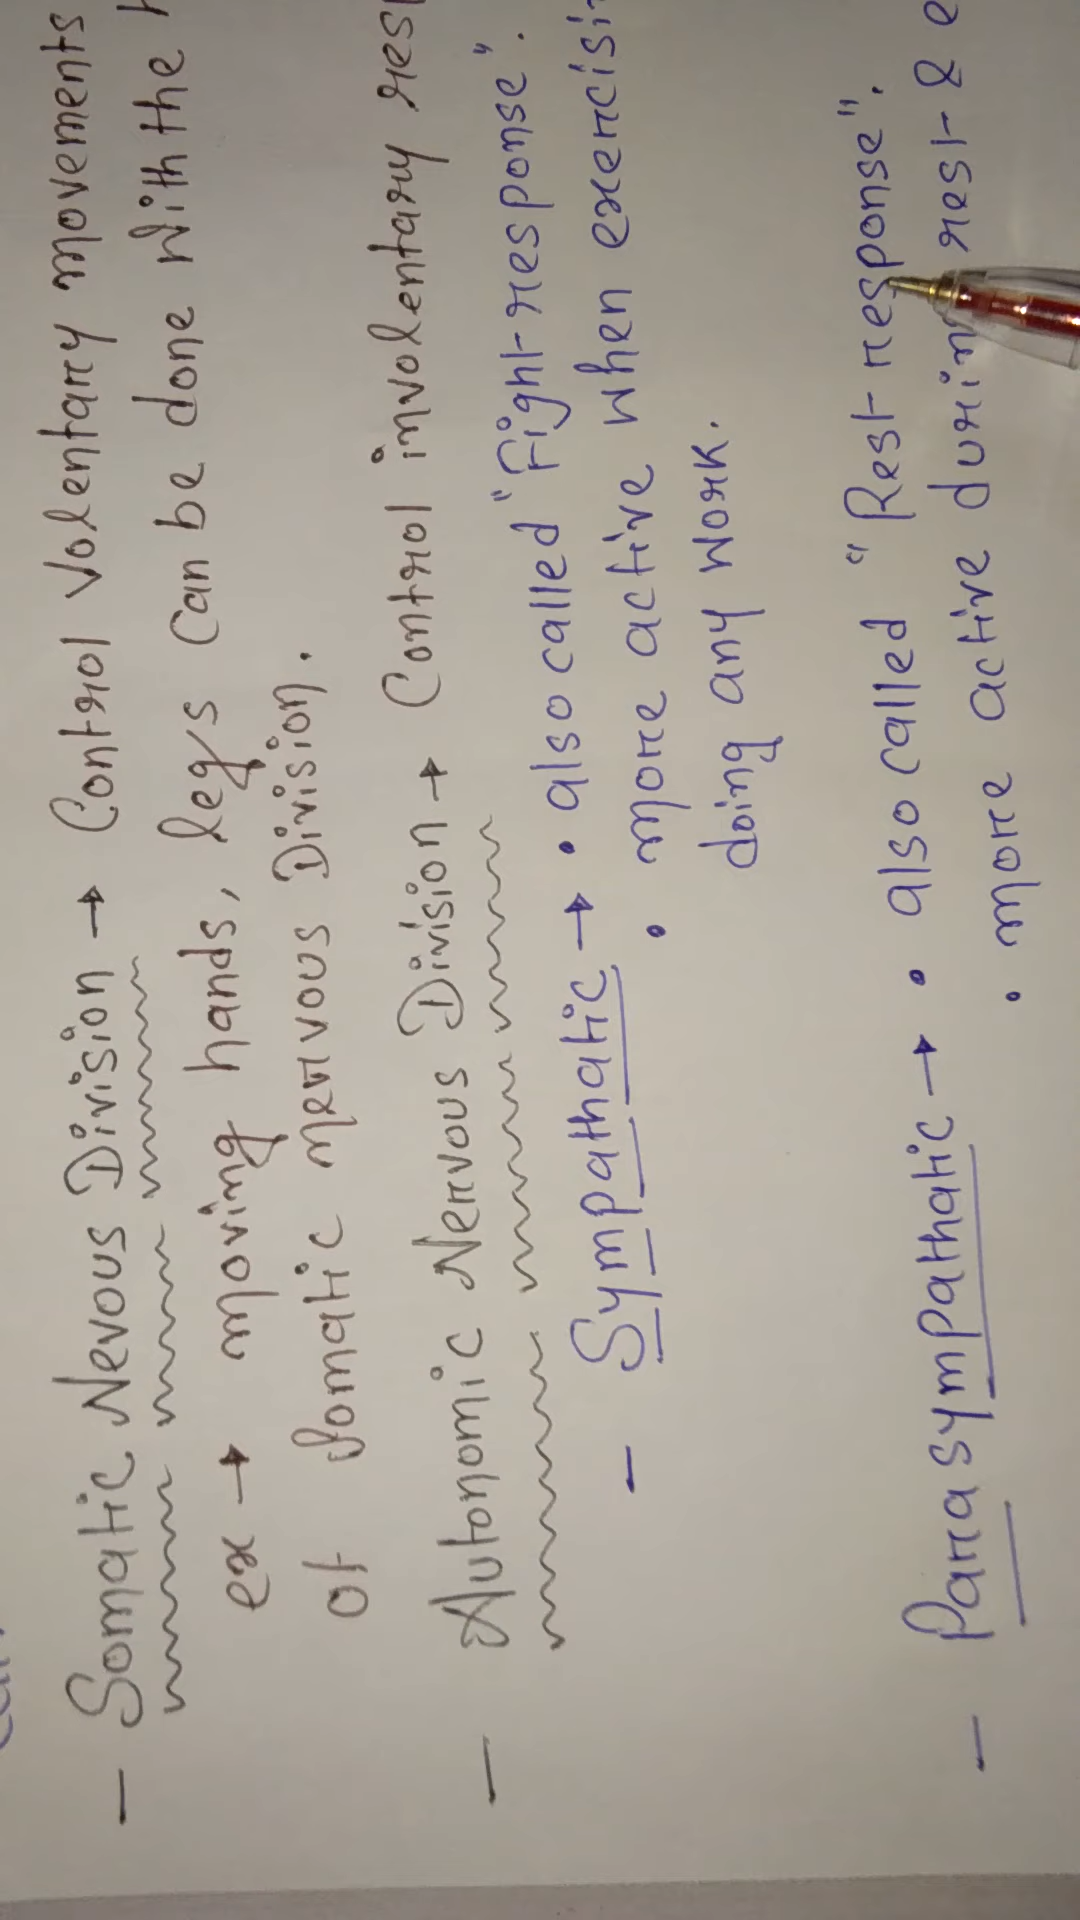 - Somatic Nevous Division → Control Volentary movements
ex → moving hands, legs can be done with the
of Somatic nervous Division.
- Autonomic Nervous Division → Control involentary
- Sympathatic → • also called "Fight-response".
• more active when
doing any work.
- Parasympathatic → • also called "Rest-response".
• more active rest &